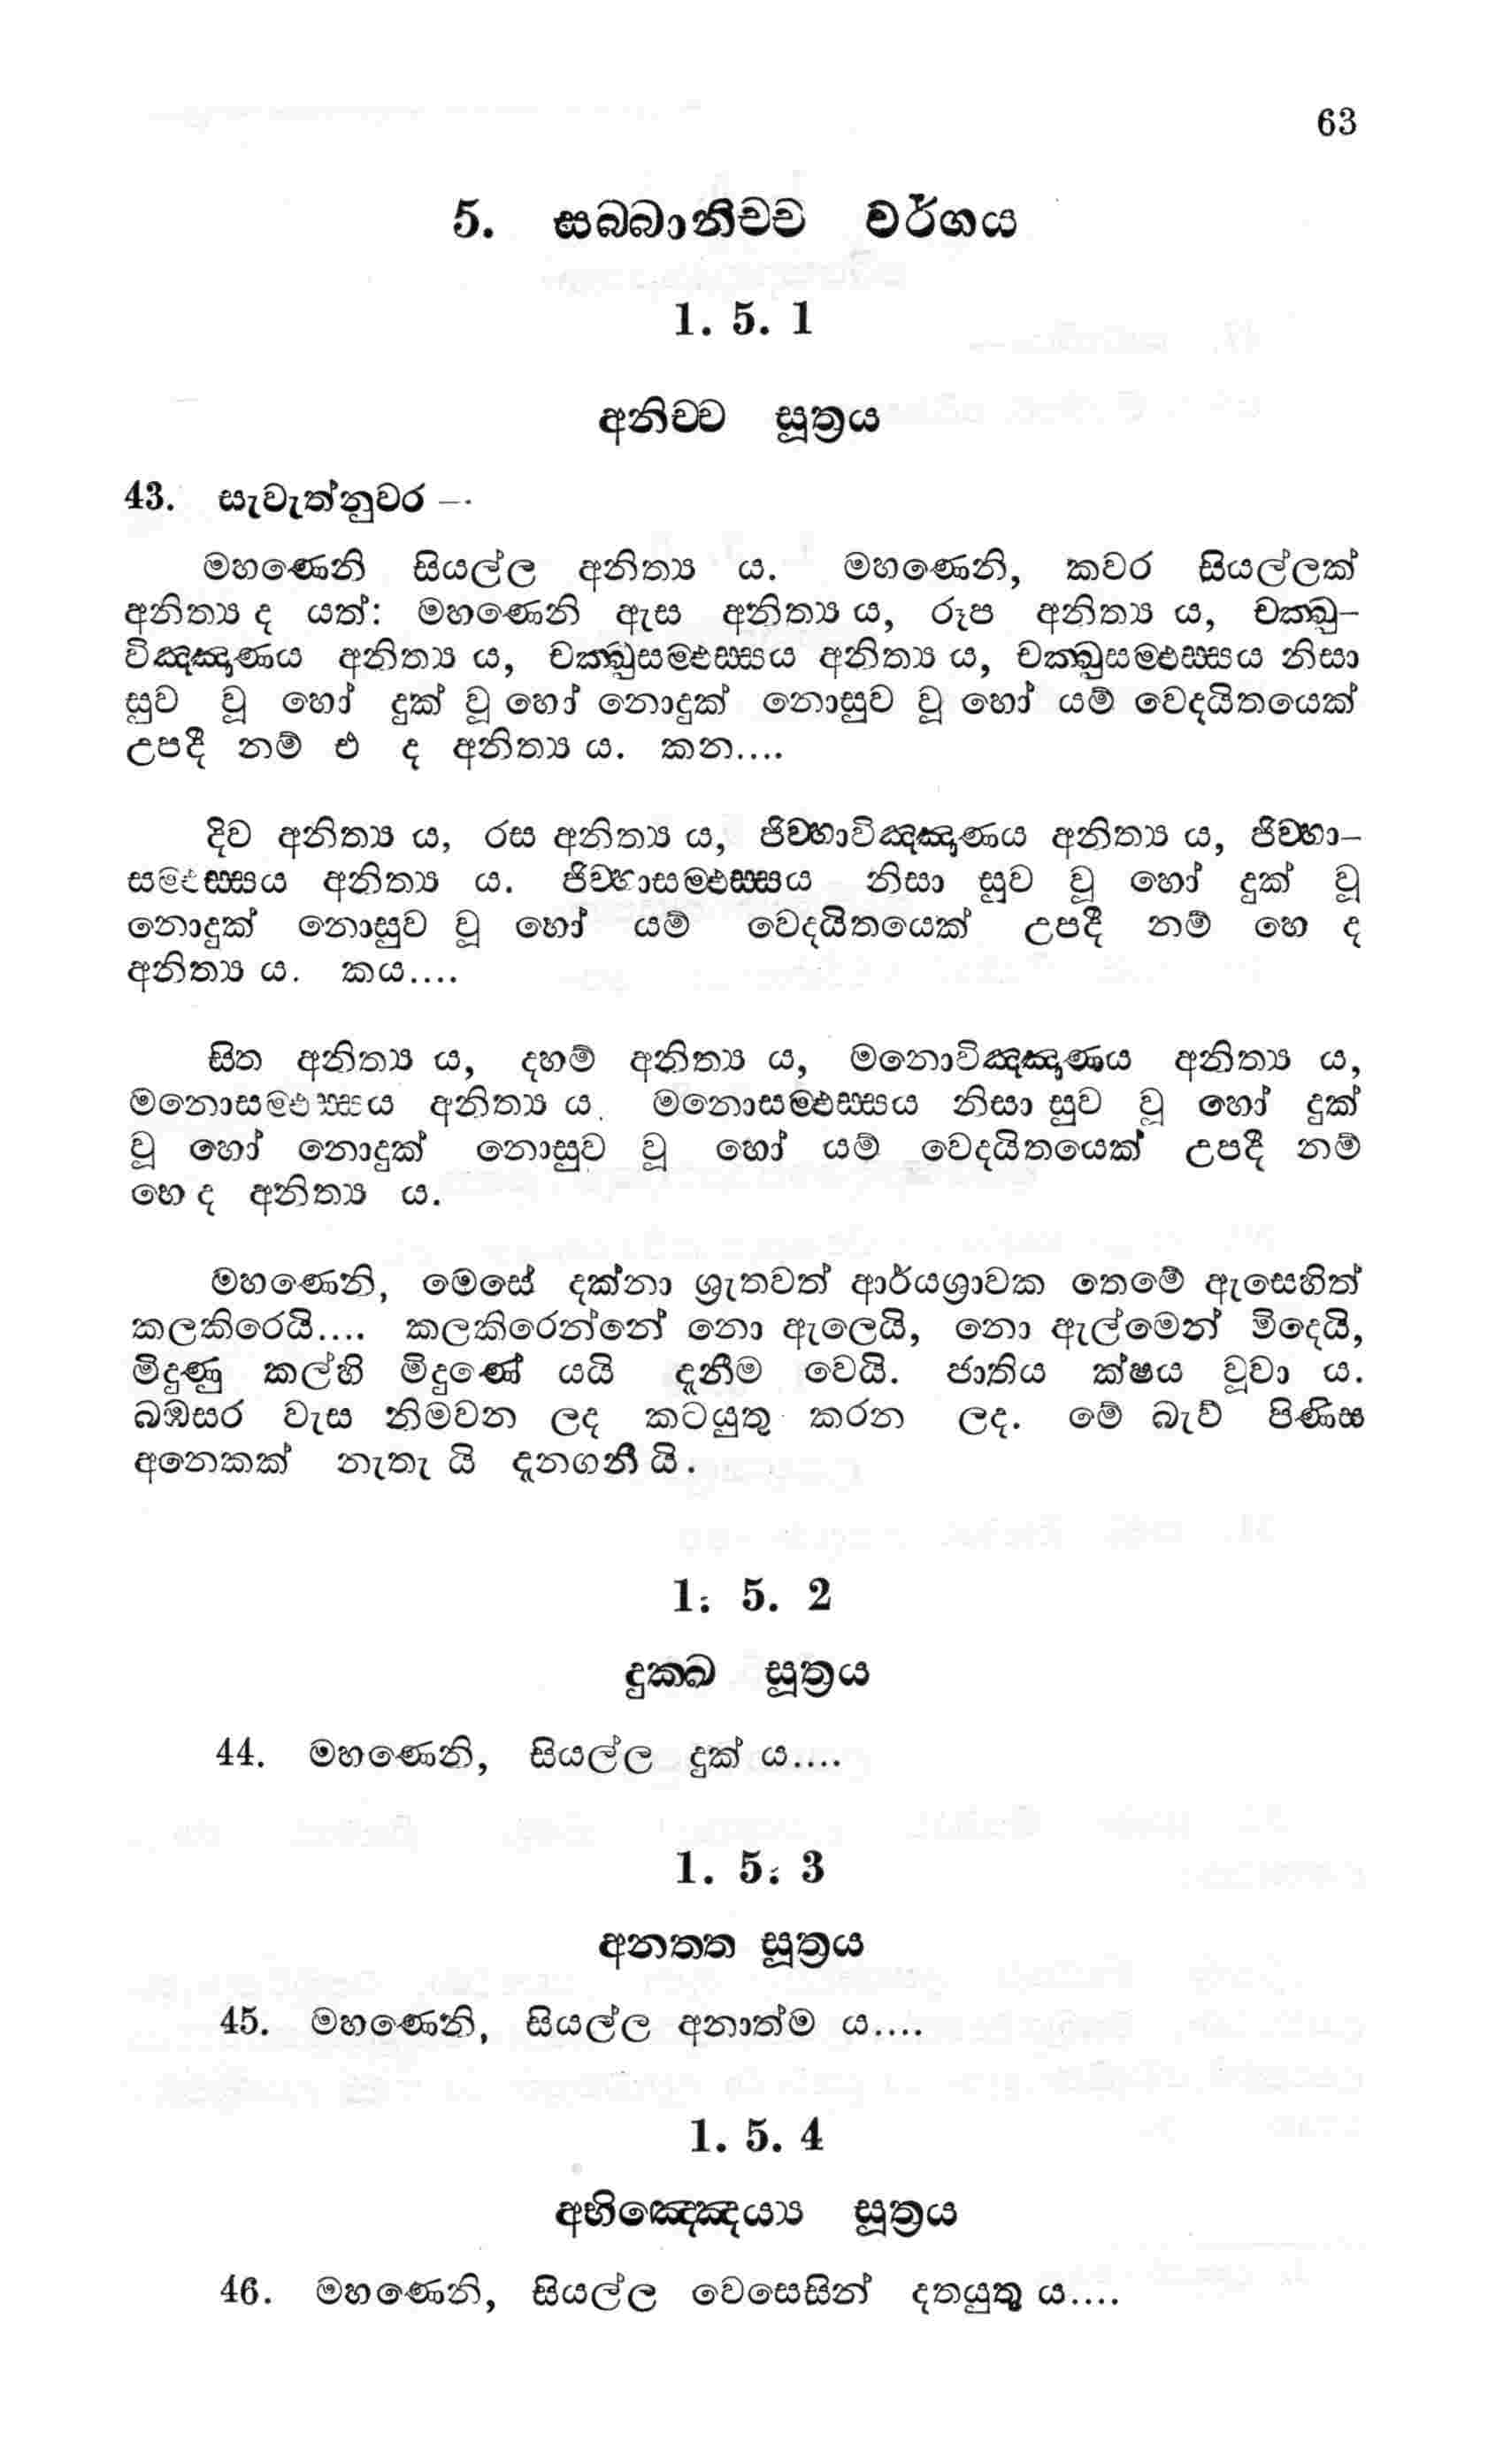 63
5. සබ්බානිච්ච වර්ගය
1. 5. 1
අනිච්ච සූත්‍රය
43. සැවැත්නුවර —
මහණෙනි සියල්ල අනිත්‍ය ය. මහණෙනි, කවර සියල්ලක්
අනිත්‍ය ද යත්: මහණෙනි ඇස අනිත්‍ය ය, රූප අනිත්‍ය ය, චක්ඛු-
විඤ්ඤාණය අනිත්‍ය ය, චක්ඛුසම්ඵස්සය අනිත්‍ය ය, චක්ඛුසම්ඵස්සය නිසා
සුව වූ හෝ දුක් වූ හෝ නොදුක් නොසුව වූ හෝ යම් වෙදයිතයෙක්
උපදී නම් එ ද අනිත්‍ය ය. කන....
දිව අනිත්‍ය ය, රස අනිත්‍ය ය, ජිව්හාවිඤ්ඤාණය අනිත්‍ය ය, ජිව්හා-
සම්ඵස්සය අනිත්‍ය ය. ජිව්හාසම්ඵස්සය නිසා සුව වූ හෝ දුක් වූ
නොදුක් නොසුව වූ හෝ යම් වෙදයිතයෙක් උපදී නම් හෙ ද
අනිත්‍ය ය. කය....
සිත අනිත්‍ය ය, දහම් අනිත්‍ය ය, මනොවිඤ්ඤාණය අනිත්‍ය ය,
මනොසම්ඵස්සය අනිත්‍ය ය. මනොසම්ඵස්සය නිසා සුව වූ හෝ දුක්
වූ හෝ නොදුක් නොසුව වූ හෝ යම් වෙදයිතයෙක් උපදී නම්
හෙ ද අනිත්‍ය ය.
මහණෙනි, මෙසේ දක්නා ශ්‍රැතවත් ආර්යශ්‍රාවක තෙමේ ඇසෙහිත්
කලකිරෙයි.... කලකිරෙන්නේ නො ඇලෙයි, නො ඇල්මෙන් මිදෙයි,
මිදුණු කල්හි මිදුණේ යයි දැනීම වෙයි. ජාතිය ක්ෂය වූවා ය.
බඹසර වැස නිමවන ලද කටයුතු කරන ලද. මේ බැව් පිණිස
අනෙකක් නැතැ යි දැනගනී යි.
1. 5. 2
දුක්ඛ සූත්‍රය
44. මහණෙනි, සියල්ල දුක් ය....
1. 5. 3
අනත්ත සූත්‍රය
45. මහණෙනි, සියල්ල අනාත්ම ය....
1. 5. 4
අභිඤ්ඤෙය්‍ය සූත්‍රය
46. මහණෙනි, සියල්ල වෙසෙසින් දතයුතු ය....